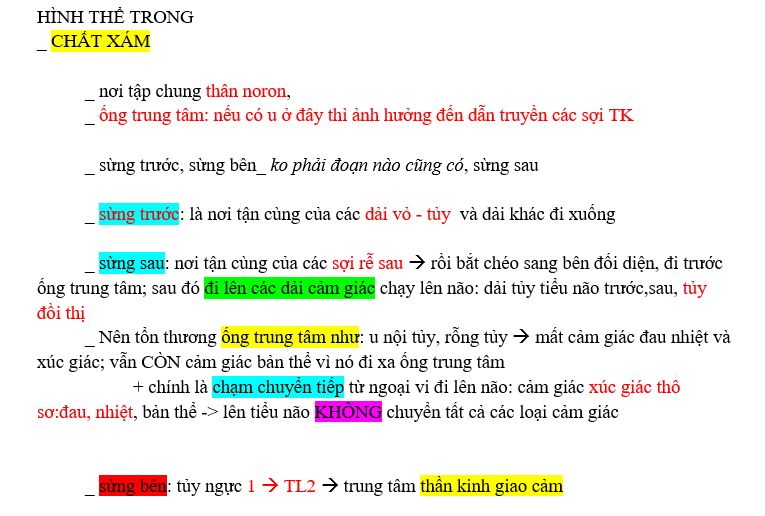 HÌNH THỂ TRONG
_ CHẤT XÁM
_ nơi tập chung thân noron,
_ ống trung tâm: nếu có u ở đây thì ảnh hưởng đến dẫn truyền các sợi TK
_ sừng trước, sừng bên_ ko phải đoạn nào cũng có, sừng sau
_ sừng trước: là nơi tận cùng của các dải vỏ - tủy và dải khác đi xuống
_ sừng sau: nơi tận cùng của các sợi rễ sau → rồi bắt chéo sang bên đối diện, đi trước
ống trung tâm; sau đó đi lên các dải cảm giác chạy lên não: dải tủy tiểu não trước,sau, tủy
đồi thị
_ Nên tổn thương ống trung tâm như: u nội tủy, rỗng tủy → mất cảm giác đau nhiệt và
xúc giác; vẫn CÒN cảm giác bản thể vì nó đi xa ống trung tâm
+ chính là chạm chuyển tiếp từ ngoại vi đi lên não: cảm giác xúc giác thô
sơ:đau, nhiệt, bản thể -> lên tiểu não KHÔNG chuyển tất cả các loại cảm giác
_ sừng bên: tủy ngực 1 → TL2 → trung tâm thần kinh giao cảm